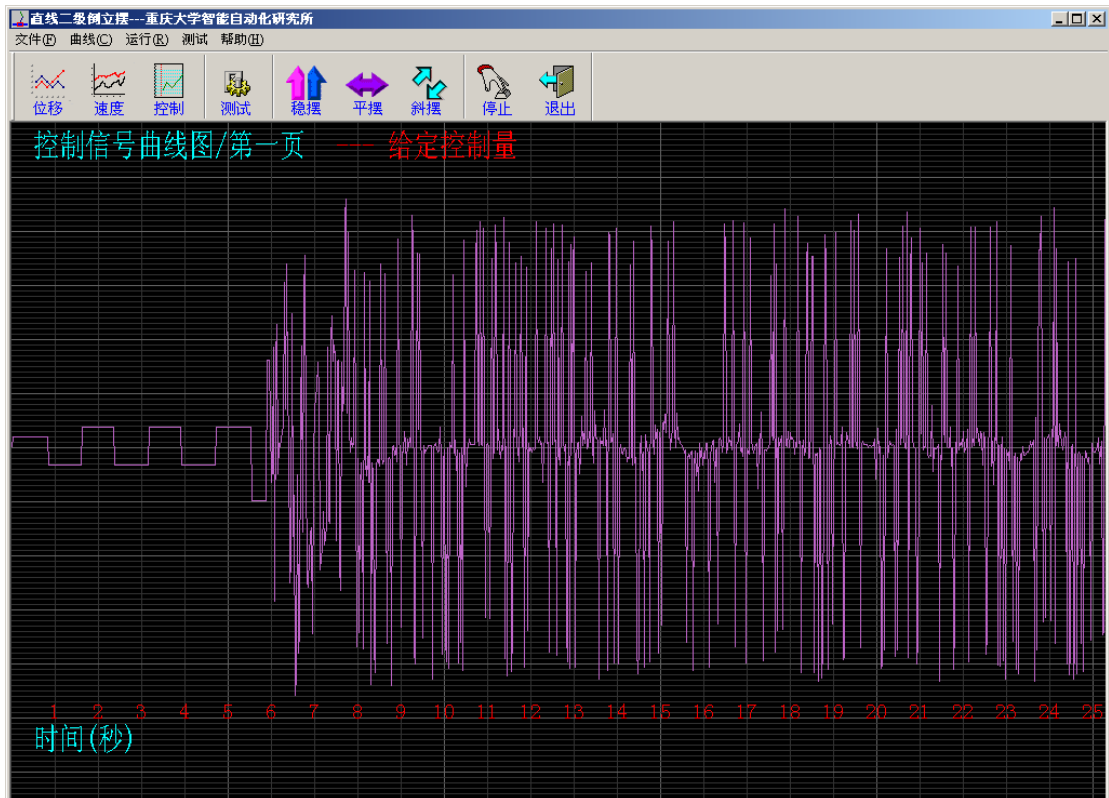 直线二级倒立摆---重庆大学智能自动化研究所
文件(F) 曲线(C) 运行(R) 测试 帮助(H)
位移 速度 控制 测试 稳摆 平摆 斜摆 停止 退出
控制信号曲线图/第一页 --- 给定控制量
1 2 3 4 5 6 7 8 9 10 11 12 13 14 15 16 17 18 19 20 21 22 23 24 25
时间(秒)